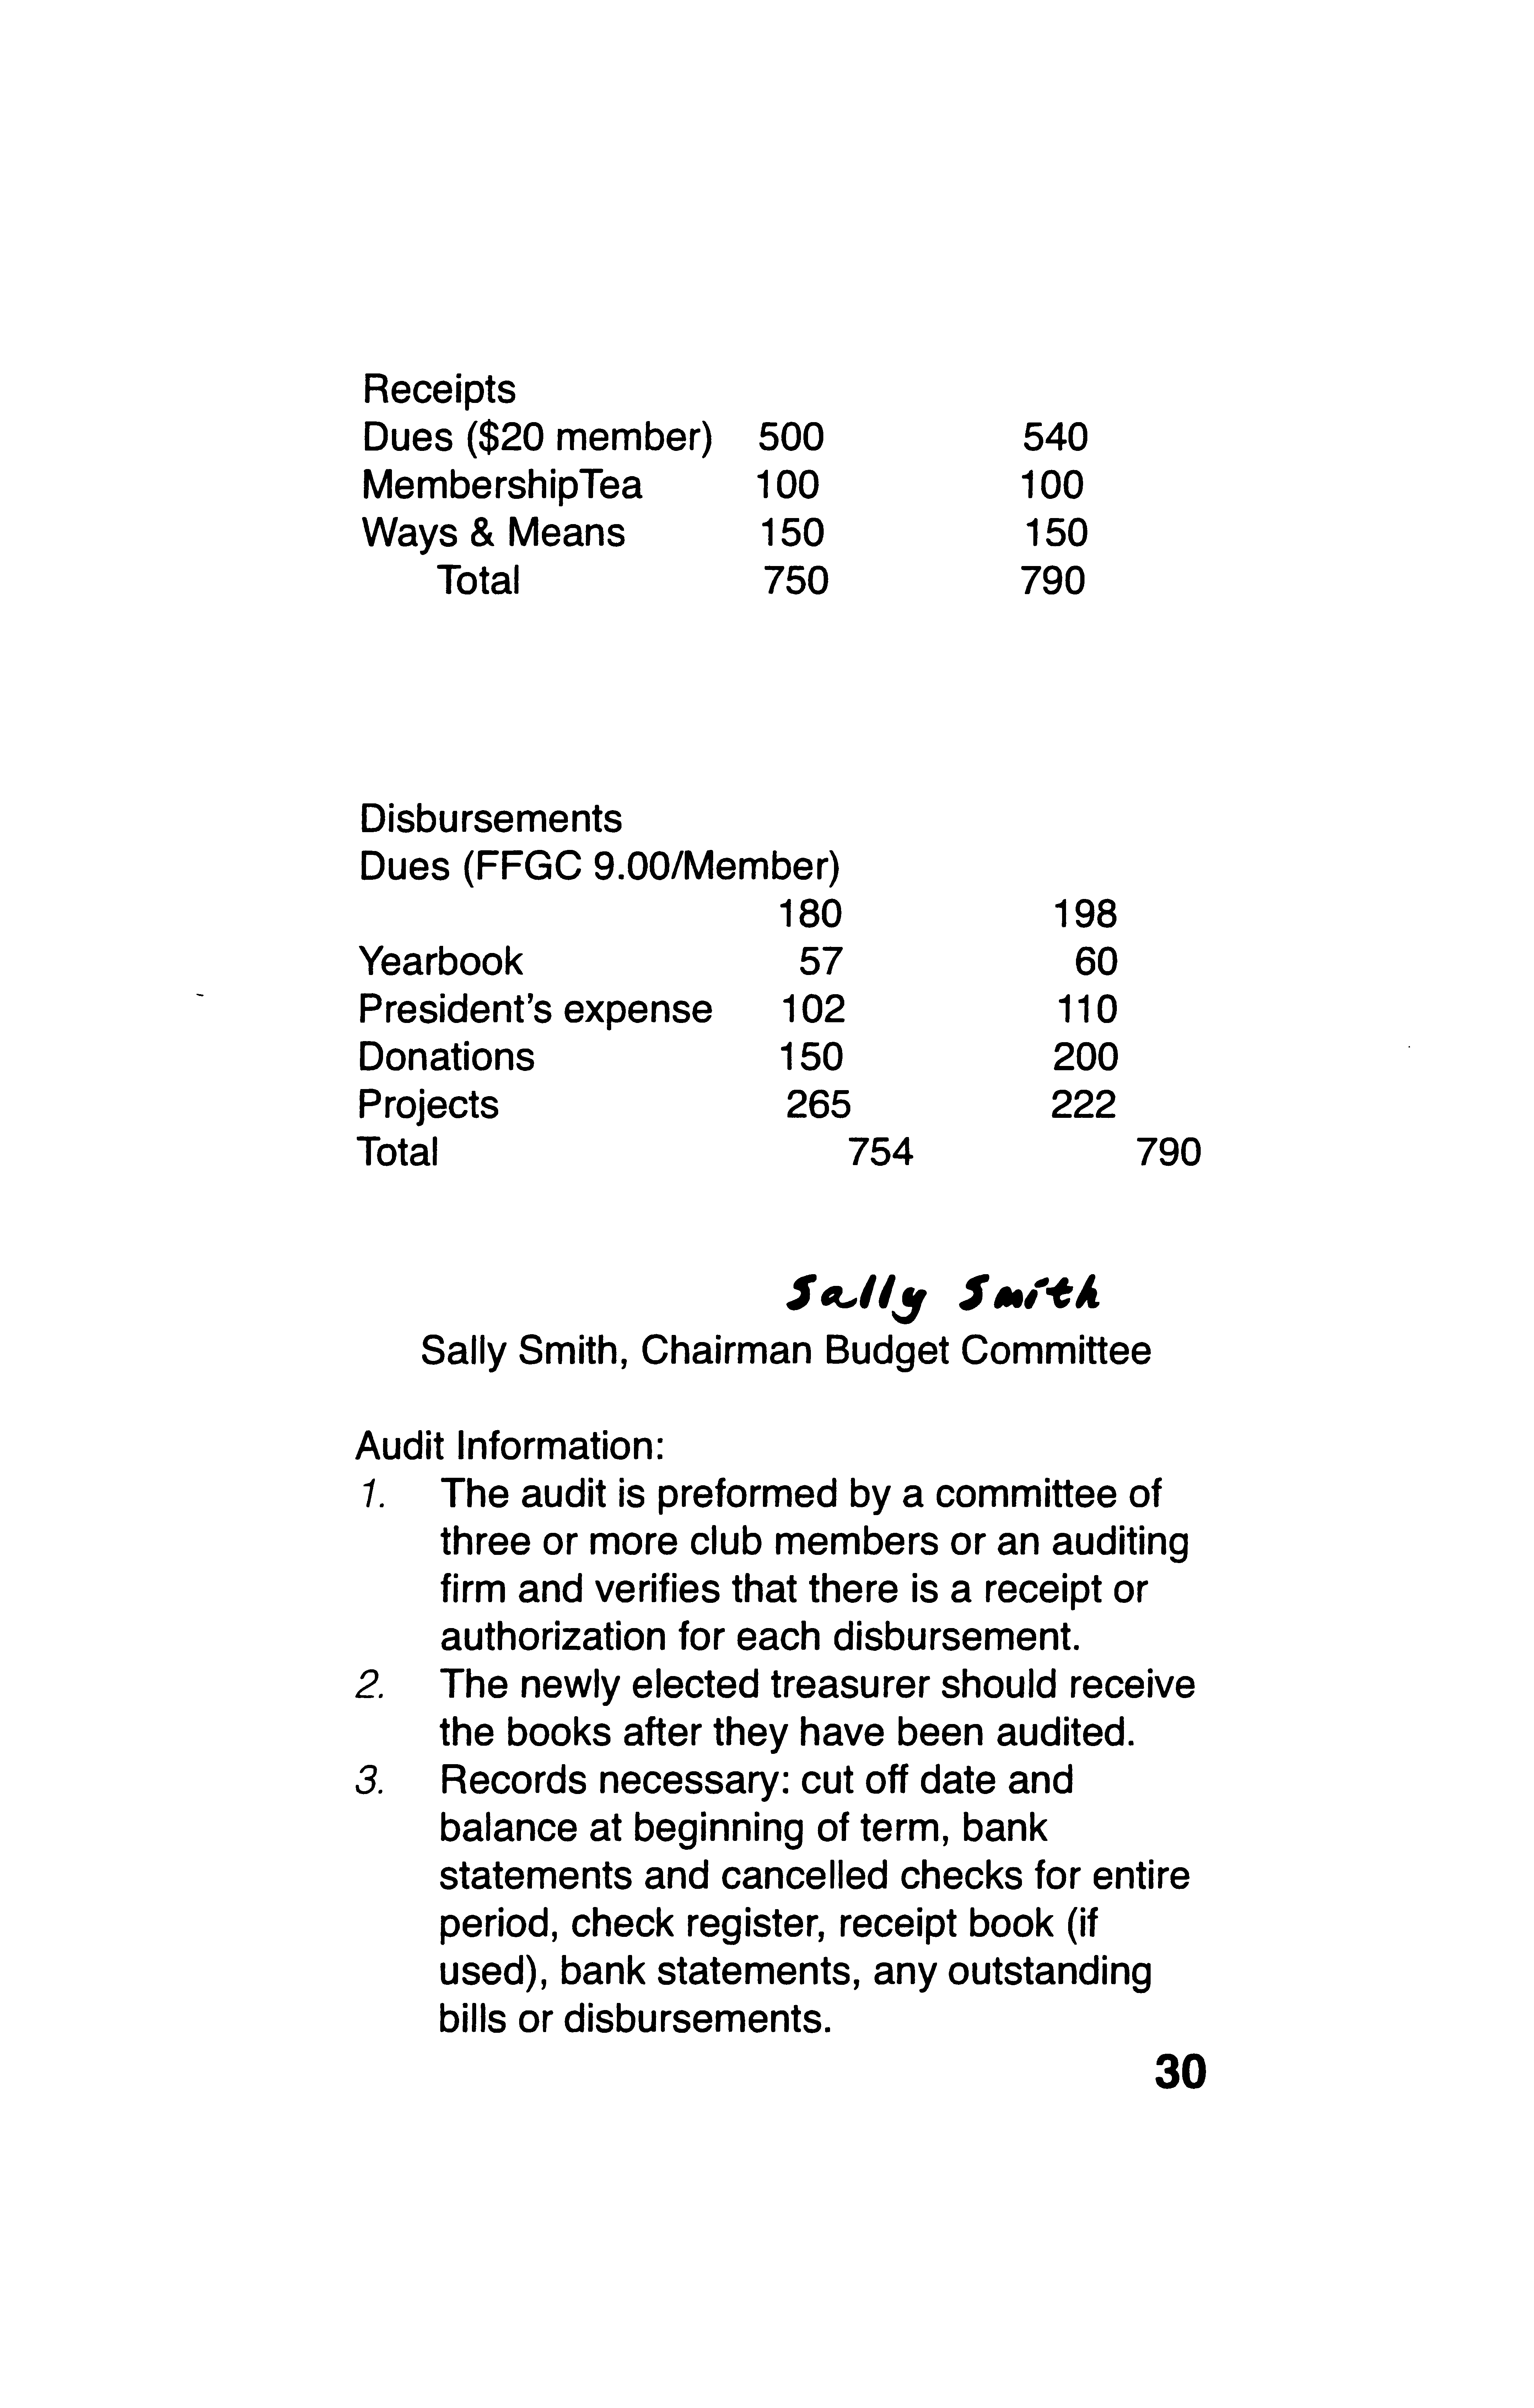 Receipts
Dues ($20 member) 500 540
MembershipTea 100 100
Ways & Means 150 150
Total 750 790
Disbursements
Dues (FFGC 9.00/Member)
180 198
Yearbook 57 60
President's expense 102 110
Donations 150 200
Projects 265 222
Total 754 790
Sally Smith
Sally Smith, Chairman Budget Committee
Audit Information:
1. The audit is preformed by a committee of
three or more club members or an auditing
firm and verifies that there is a receipt or
authorization for each disbursement.
2. The newly elected treasurer should receive
the books after they have been audited.
3. Records necessary: cut off date and
balance at beginning of term, bank
statements and cancelled checks for entire
period, check register, receipt book (if
used), bank statements, any outstanding
bills or disbursements.
30